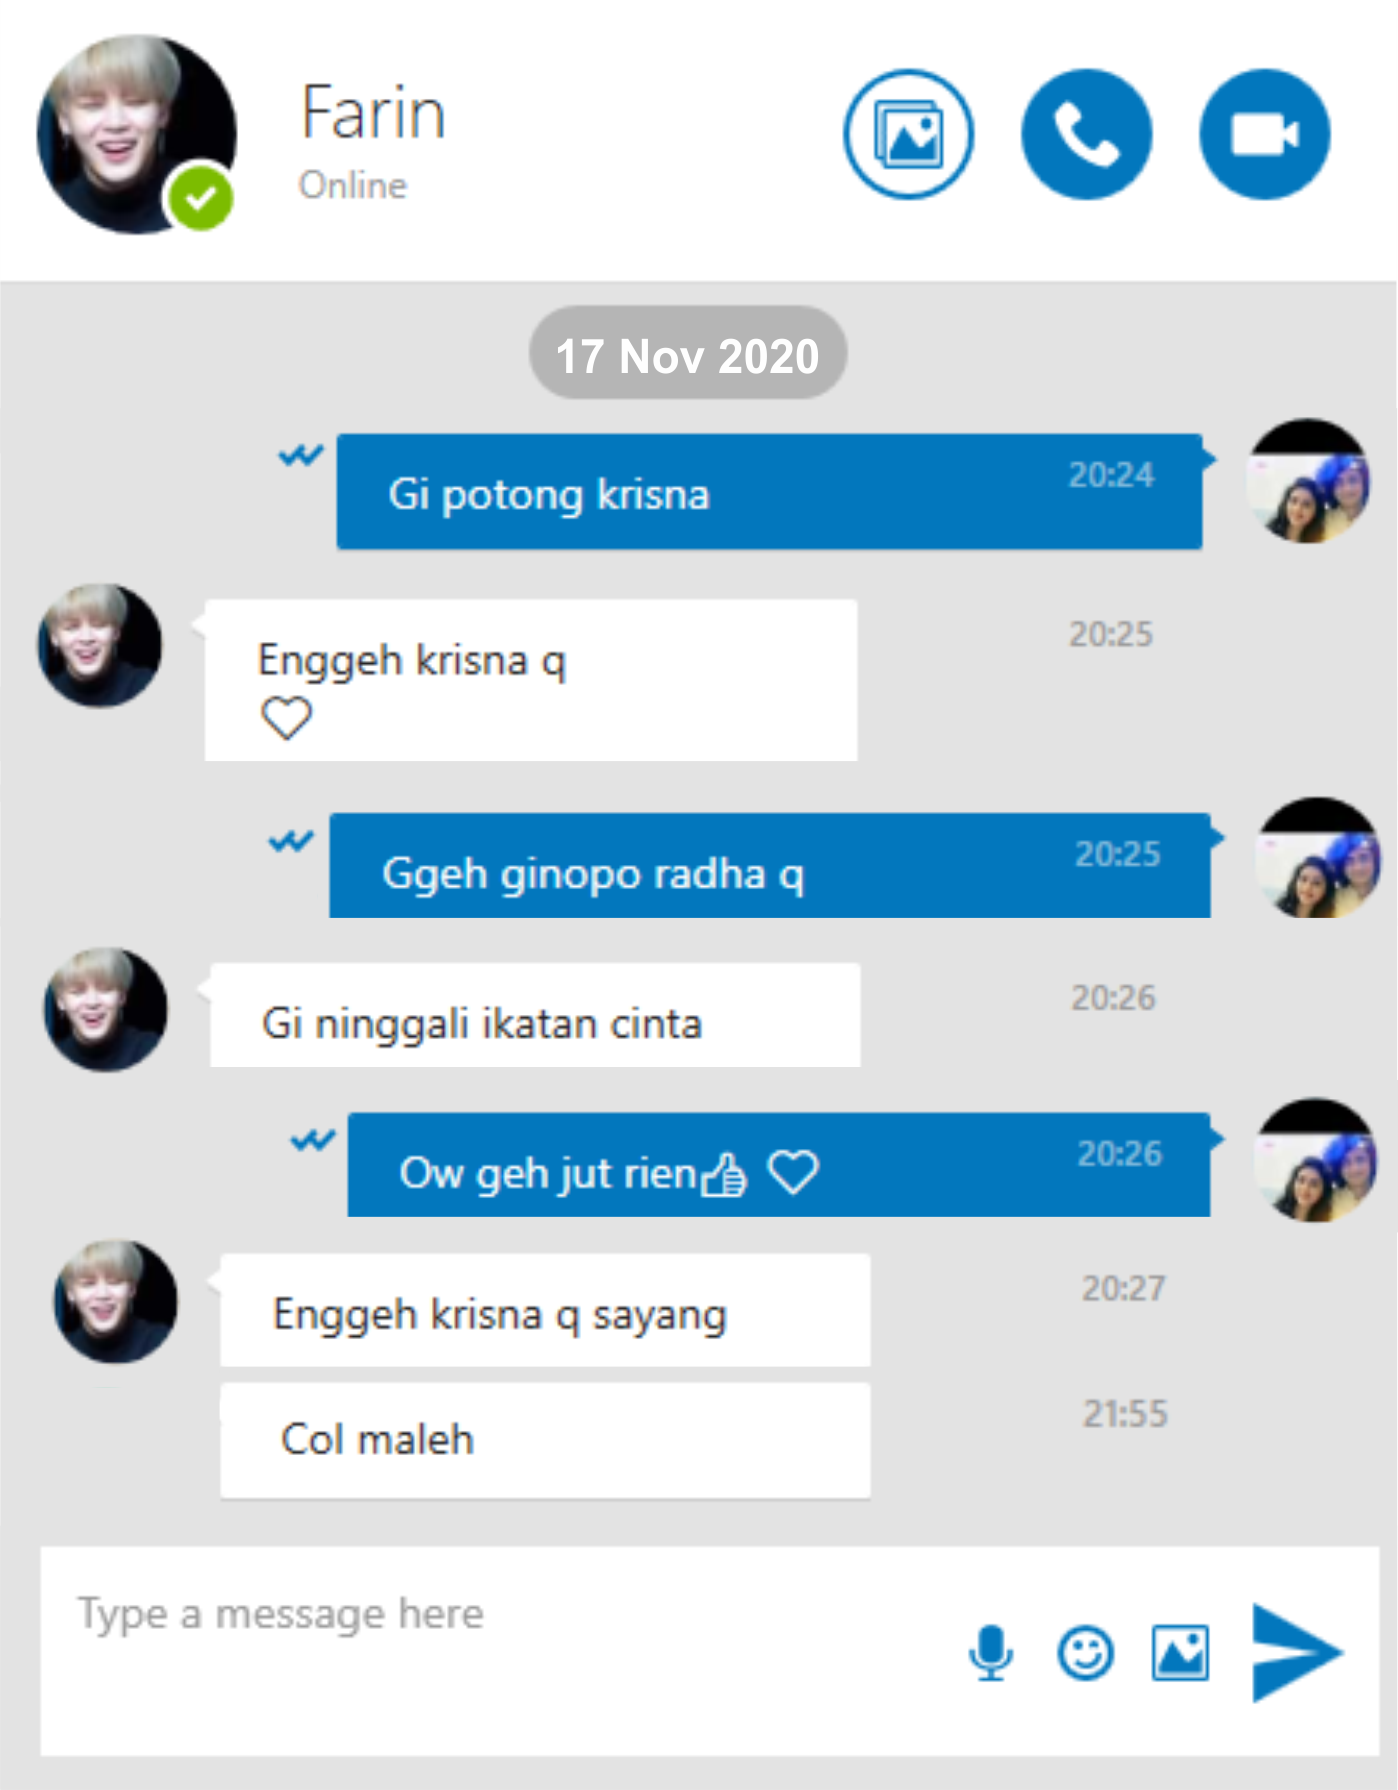 Farin
Online
17 Nov 2020
Gi potong krisna 20:24
Enggeh krisna q 20:25
♡
Ggeh ginopo radha q 20:25
Gi ninggali ikatan cinta 20:26
Ow geh jut rien👍 ♡ 20:26
Enggeh krisna q sayang 20:27
Col maleh 21:55
Type a message here